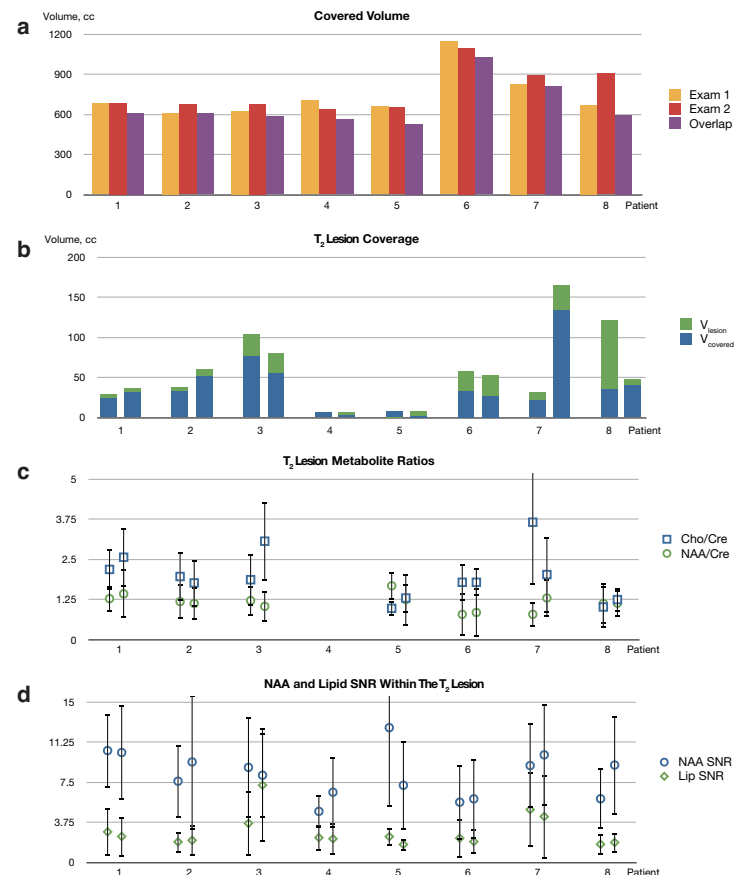 a
Volume, cc
Covered Volume
1200
900
600
300
0
1 2 3 4 5 6 7 8 Patient
Exam 1
Exam 2
Overlap
b
Volume, cc
T2 Lesion Coverage
200
150
100
50
0
1 2 3 4 5 6 7 8 Patient
Vlesion
Vcovered
c
T2 Lesion Metabolite Ratios
5
3.75
2.5
1.25
0
1 2 3 4 5 6 7 8 Patient
Cho/Cre
NAA/Cre
d
NAA and Lipid SNR Within The T2 Lesion
15
11.25
7.5
3.75
0
1 2 3 4 5 6 7 8 Patient
NAA SNR
Lip SNR